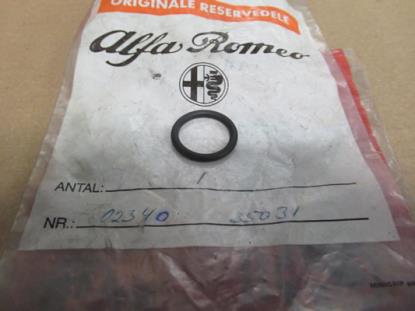 ORIGINALE RESERVEDELE
Alfa Romeo
ANTAL: 1
NR.: 02340 35031